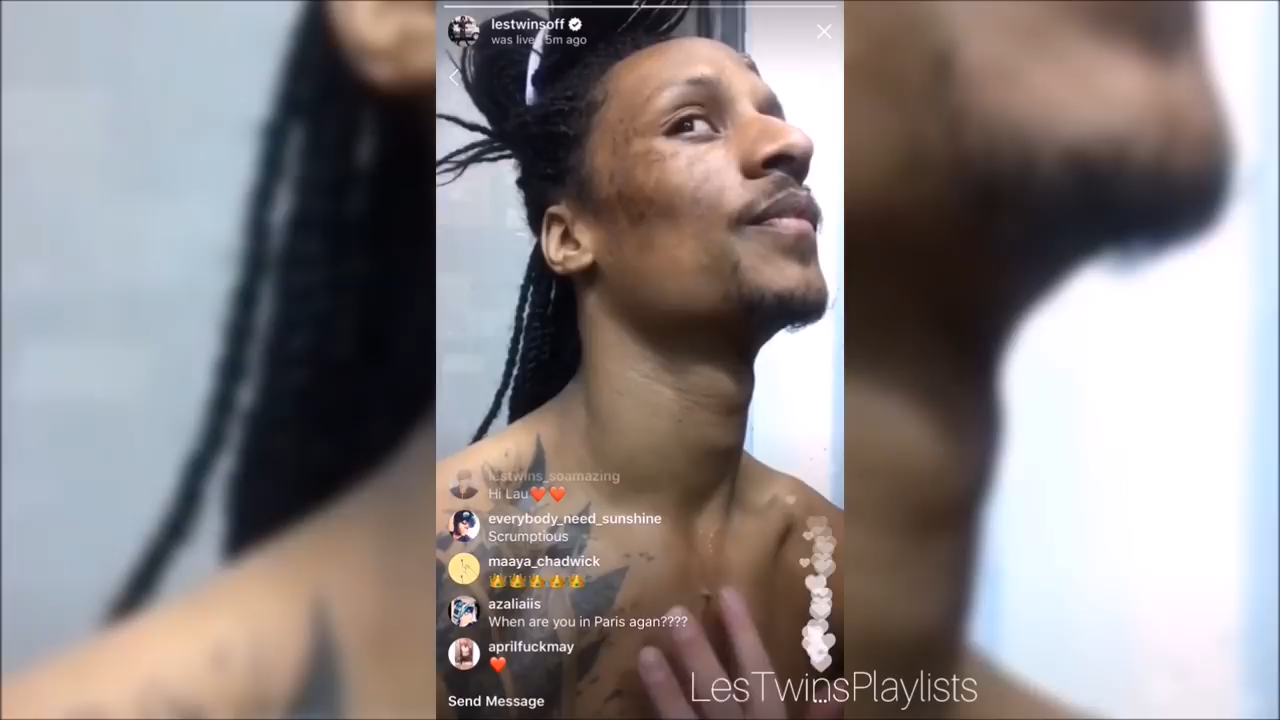 lestwinsoff
was live 5m ago
lestwins_soamazing
Hi Lau❤️❤️
everybody_need_sunshine
Scrumptious
maaya_chadwick
👑👑👑👑👑
azaliaiis
When are you in Paris agan????
aprilfuckmay
❤️
Send Message
LesTwinsPlaylists